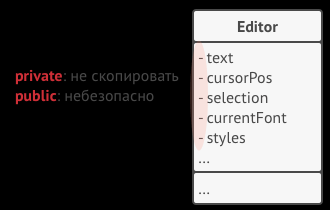 Editor
- text
- cursorPos
- selection
- currentFont
- styles
...
...
private: не скопировать
public: небезопасно